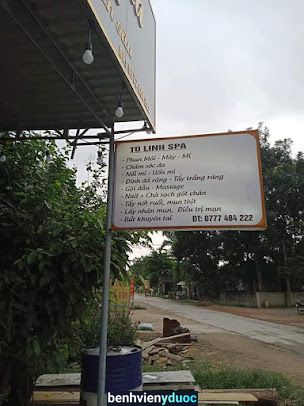 TÚ LINH SPA
- Phun Môi - Mày - Mí
- Chăm sóc da
- Nối mi - Uốn mi
- Đính đá răng - Tẩy trắng răng
- Gội đầu - Massage
- Nail + Chà sạch gót chân
- Tẩy nốt ruồi, mụn thịt
- Lấy nhân mụn, Điều trị mụn
- Bắt khuyên tai ĐT: 0777 484 222
benhvienyduoc